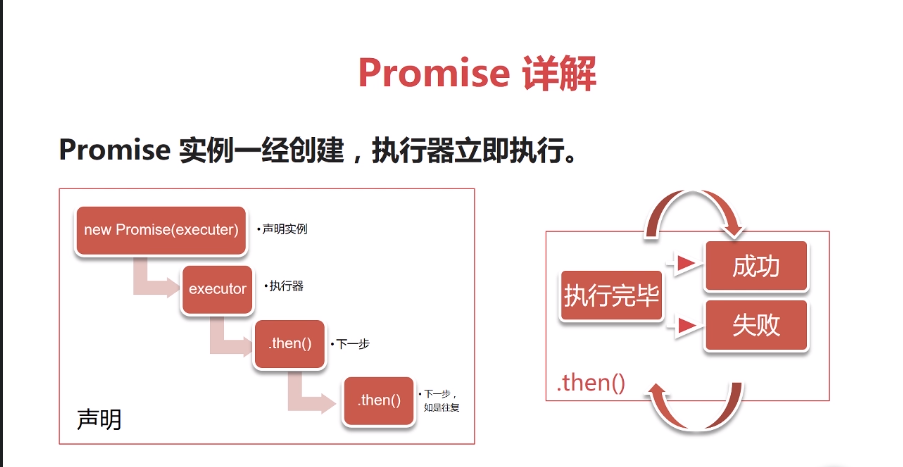 Promise 详解
Promise 实例一经创建，执行器立即执行。
new Promise(executer)
•声明实例
executor
•执行器
.then()
•下一步
.then()
•下一步，
如是往复
声明
执行完毕
成功
失败
.then()